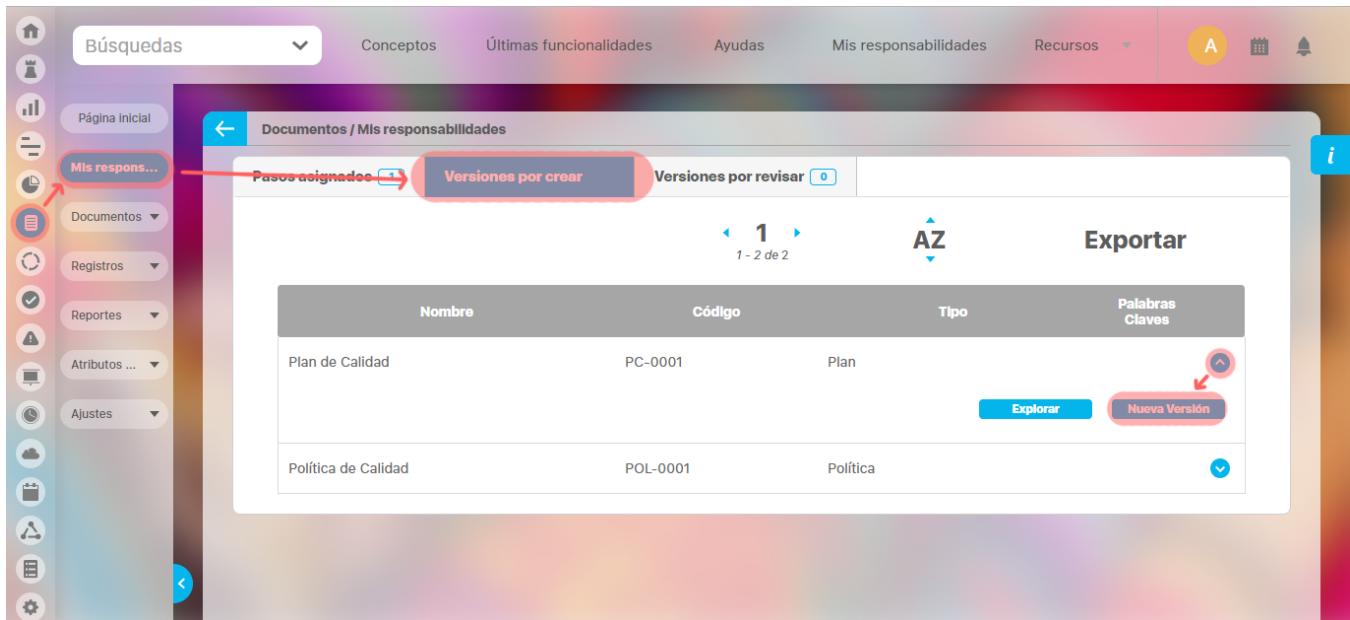 Búsquedas
Conceptos
Últimas funcionalidades
Ayudas
Mis responsabilidades
Recursos
A
Página inicial
Mis respons...
Documentos
Registros
Reportes
Atributos ...
Ajustes
Documentos / Mis responsabilidades
i
Pasos asignados 1
Versiones por crear
Versiones por revisar 0
1
1 - 2 de 2
AZ
Exportar
Nombre
Código
Tipo
Palabras
Claves
Plan de Calidad
PC-0001
Plan
Explorar
Nueva Versión
Política de Calidad
POL-0001
Política